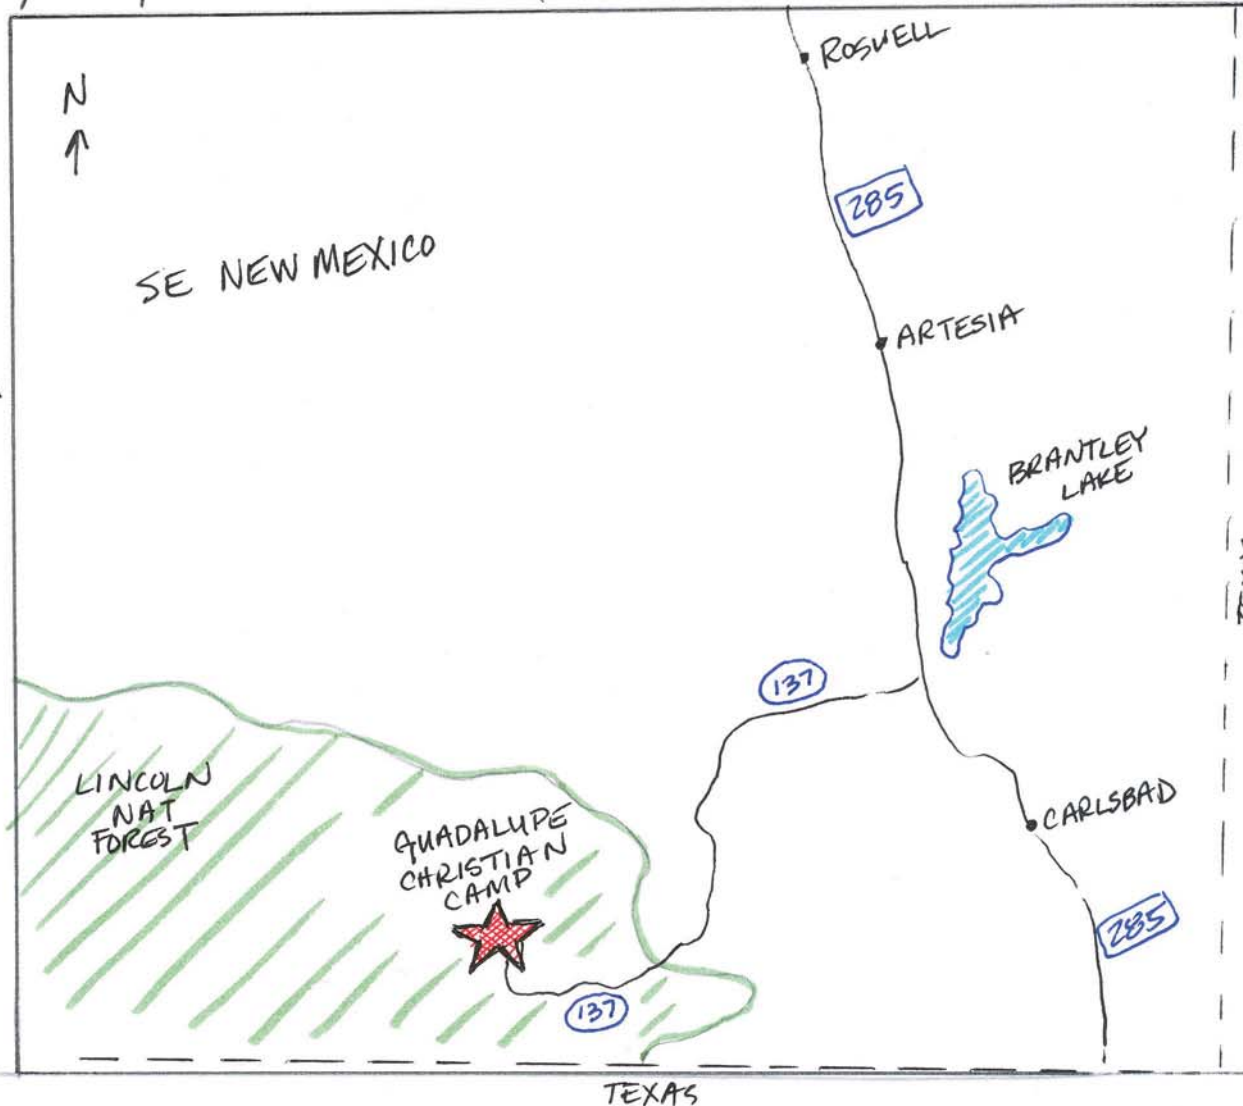 N
ROSWELL
285
SE NEW MEXICO
ARTESIA
BRANTLEY
LAKE
137
LINCOLN
NAT
FOREST
GUADALUPE
CHRISTIAN
CAMP
CARLSBAD
285
137
TEXAS